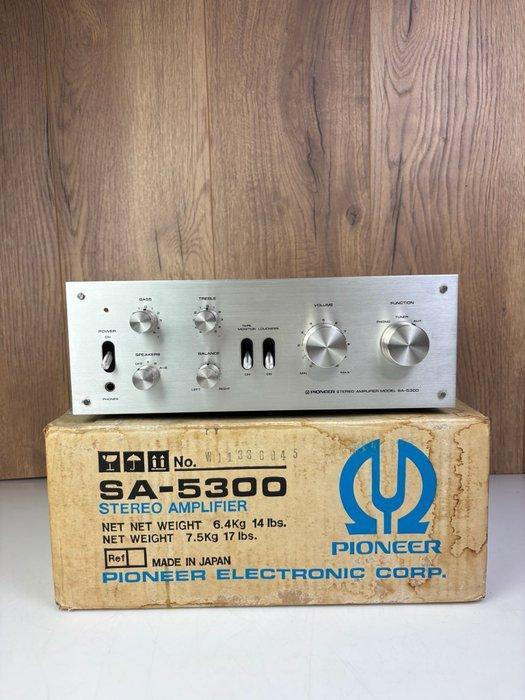 BASS
TREBLE
VOLUME
FUNCTION
POWER
ON
TAPE
MONITOR LOUDNESS
PHONO
TUNER
AUX
SPEAKERS
OFF
A+B
BALANCE
LEFT
RIGHT
ON
ON
MIN
MAX
PHONES
PIONEER STEREO AMPLIFIER MODEL SA-5300
No.
SA-5300
STEREO AMPLIFIER
NET NET WEIGHT 6.4Kg 14 lbs.
NET WEIGHT 7.5Kg 17 lbs.
Ref
MADE IN JAPAN
PIONEER
PIONEER ELECTRONIC CORP.